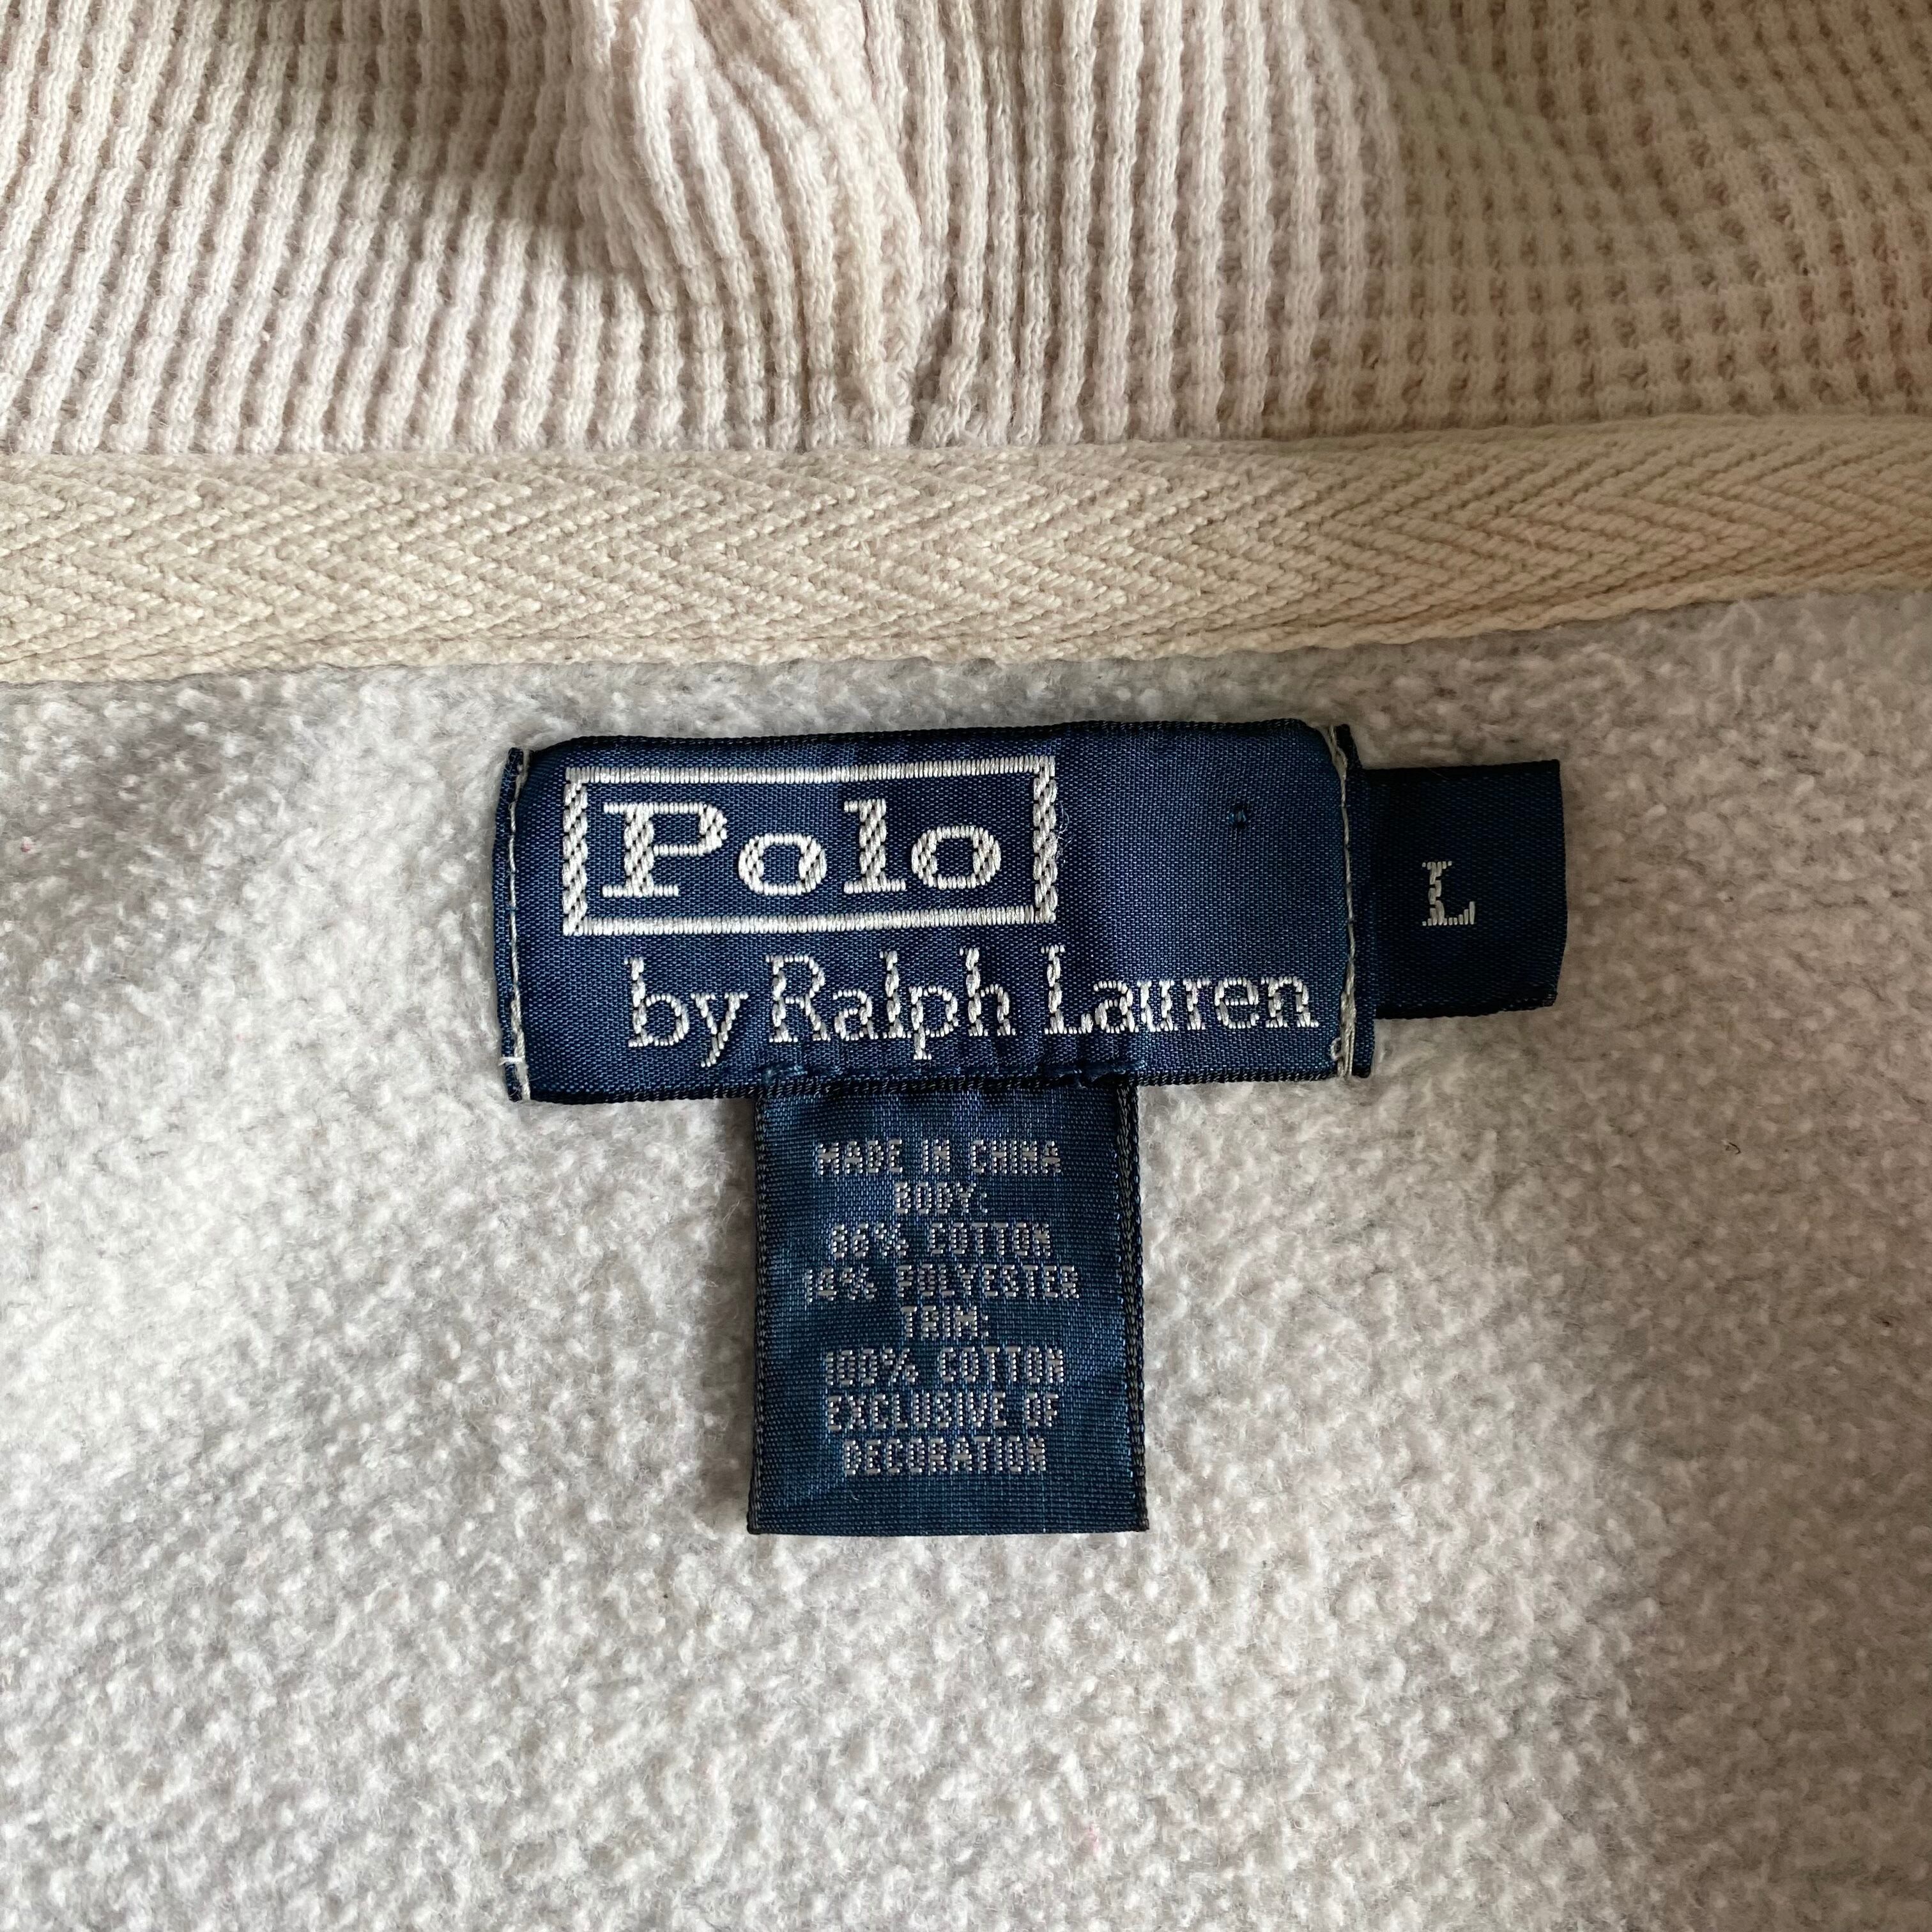 Polo
by Ralph Lauren
L
MADE IN CHINA
BODY:
86% COTTON
14% POLYESTER
TRIM:
100% COTTON
EXCLUSIVE OF
DECORATION